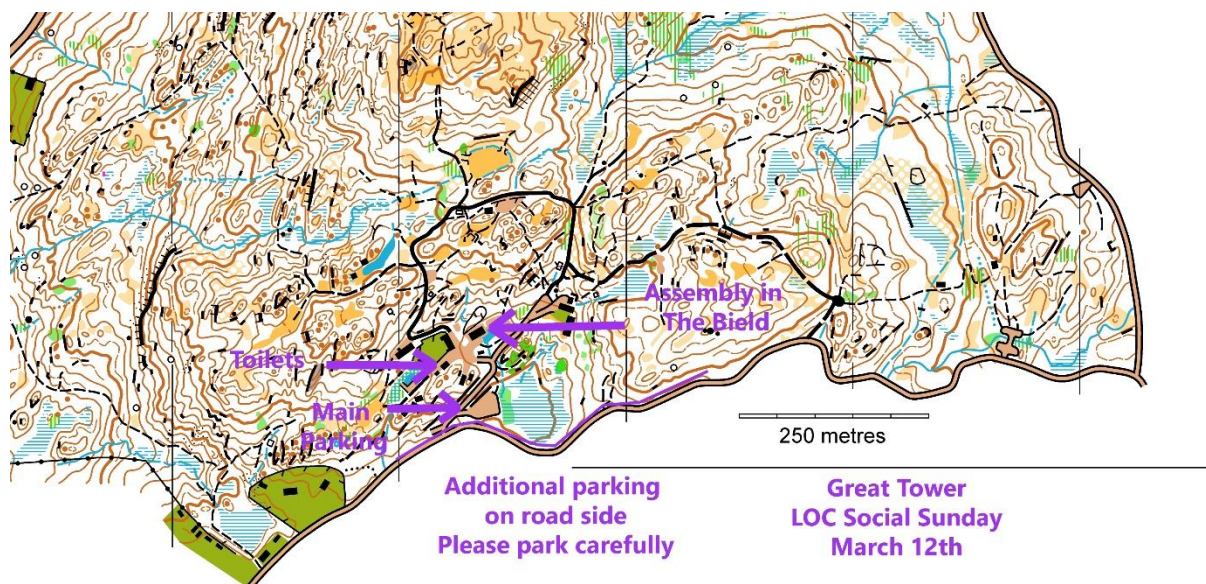 Assembly in
The Bield
Toilets
Main
Parking
250 metres
Additional parking
on road side
Please park carefully
Great Tower
LOC Social Sunday
March 12th